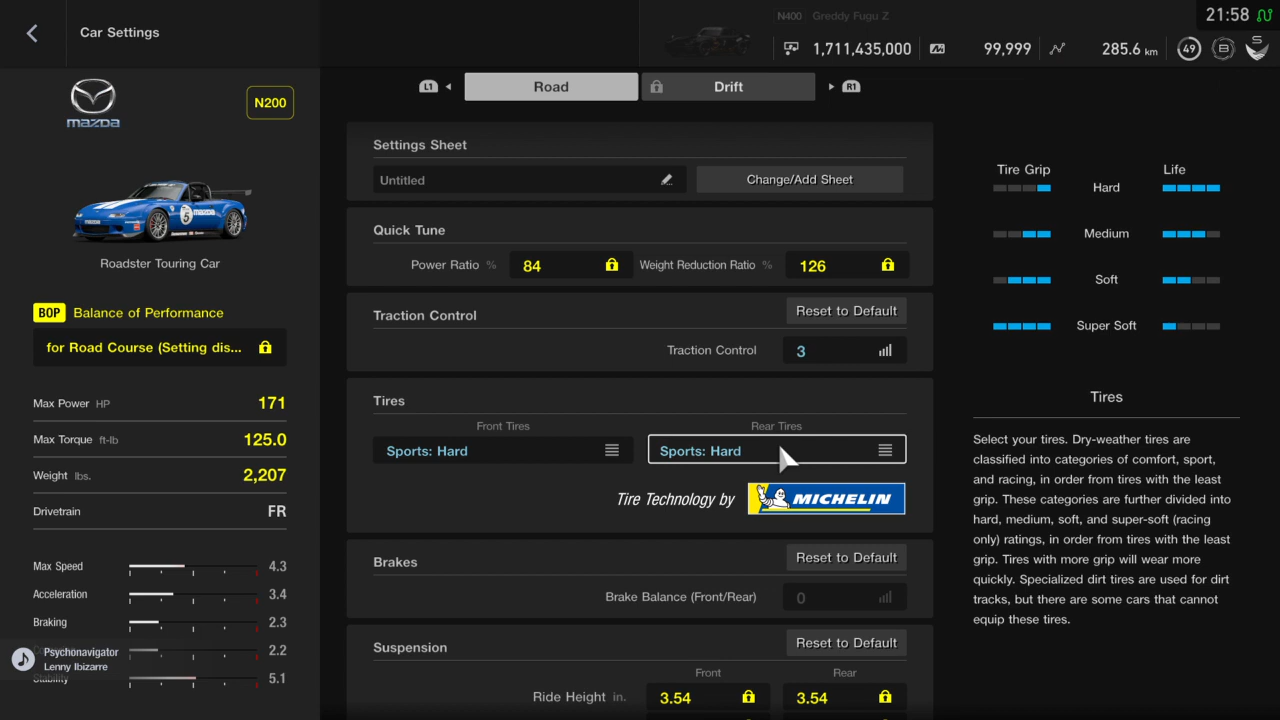 Car Settings
N400 Greddy Fugu Z
21:58
1,711,435,000
99,999
285.6 km
49
B
S
mazda
N200
5
mazda
Roadster Touring Car
BOP Balance of Performance
for Road Course (Setting dis...
Max Power HP 171
Max Torque ft-lb 125.0
Weight lbs. 2,207
Drivetrain FR
Max Speed 4.3
Acceleration 3.4
Braking 2.3
2.2
Stability 5.1
Psychonavigator
Lenny Ibizarre
L1 Road Drift R1
Settings Sheet
Untitled Change/Add Sheet
Quick Tune
Power Ratio % 84 Weight Reduction Ratio % 126
Traction Control Reset to Default
Traction Control 3
Tires
Front Tires Rear Tires
Sports: Hard Sports: Hard
Tire Technology by MICHELIN
Brakes Reset to Default
Brake Balance (Front/Rear) 0
Suspension Reset to Default
Front Rear
Ride Height in. 3.54 3.54
Tire Grip Life
Hard
Medium
Soft
Super Soft
Tires
Select your tires. Dry-weather tires are
classified into categories of comfort, sport,
and racing, in order from tires with the least
grip. These categories are further divided into
hard, medium, soft, and super-soft (racing
only) ratings, in order from tires with the least
grip. Tires with more grip will wear more
quickly. Specialized dirt tires are used for dirt
tracks, but there are some cars that cannot
equip these tires.